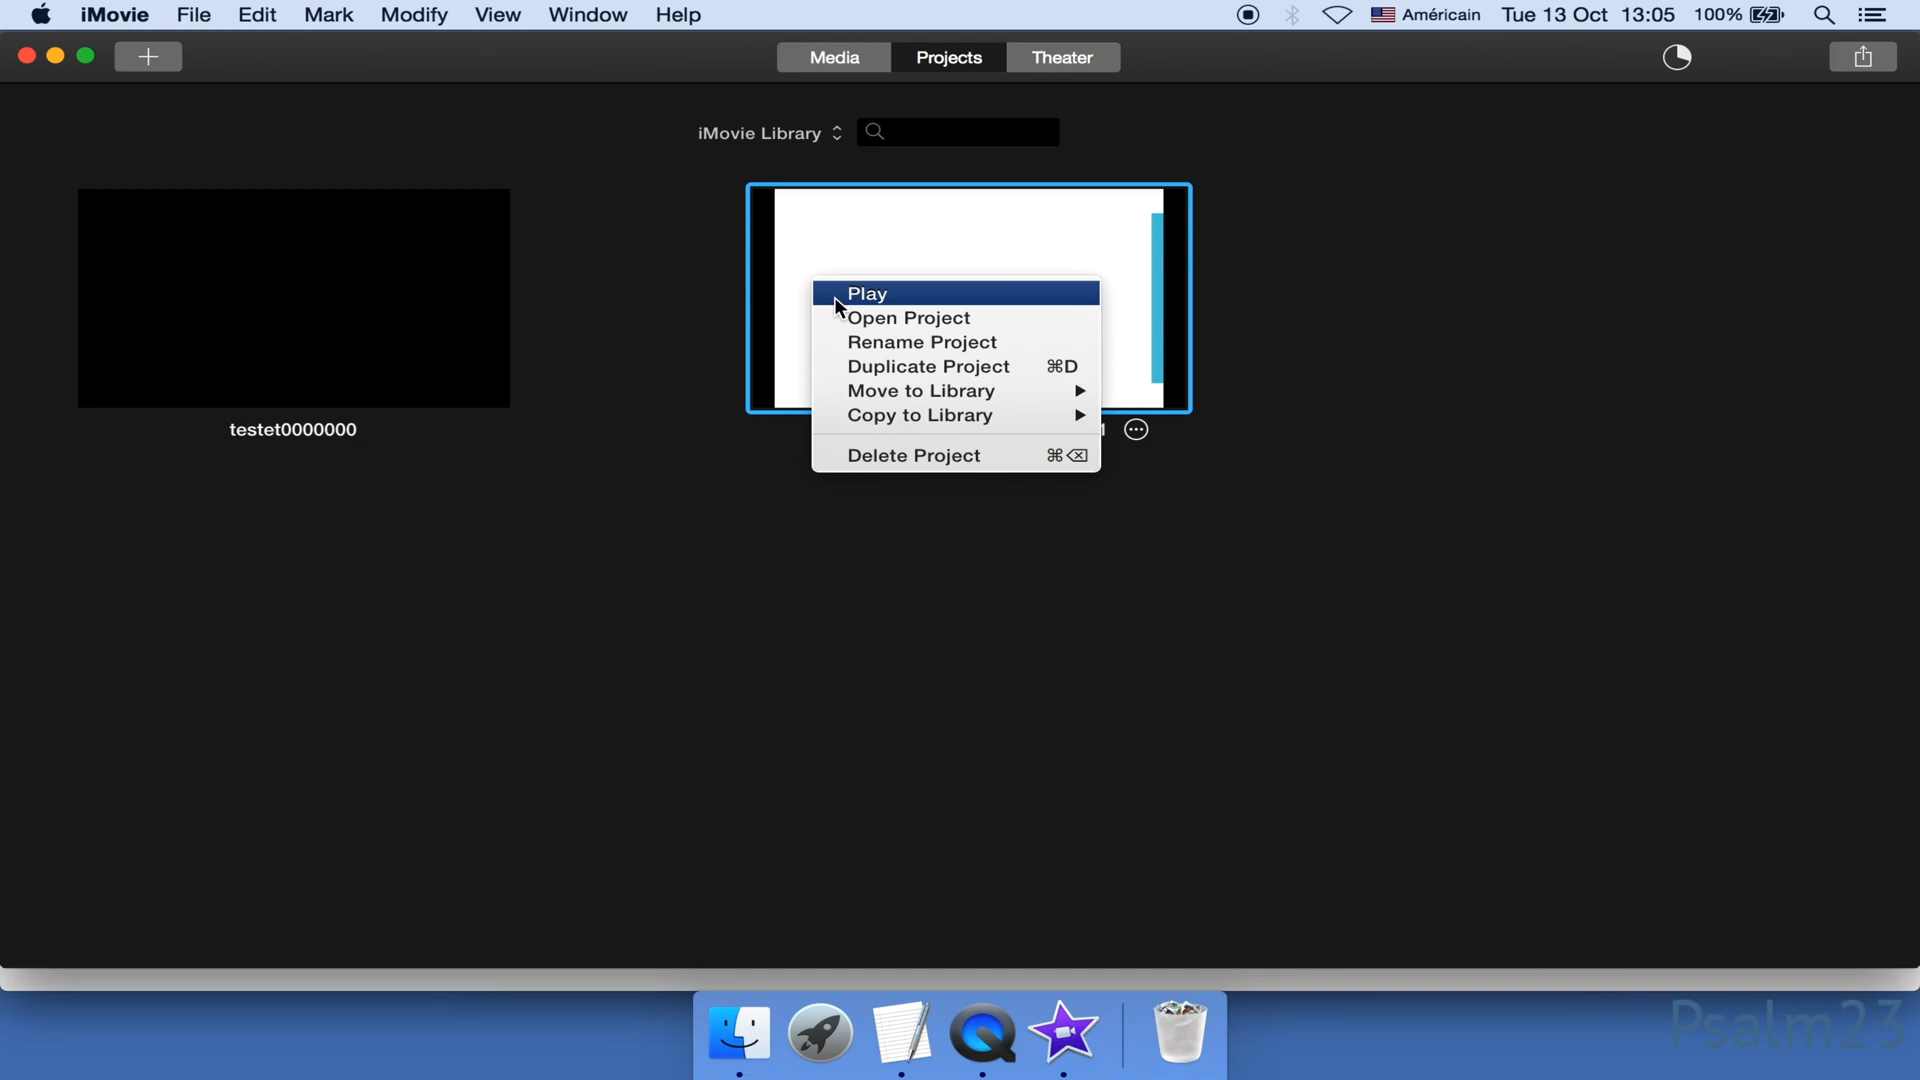 iMovie File Edit Mark Modify View Window Help Américain Tue 13 Oct 13:05 100%
Media Projects Theater
iMovie Library
Play
Open Project
Rename Project
Duplicate Project ⌘D
Move to Library
Copy to Library
Delete Project ⌘⌫
testet0000000
Psalm23